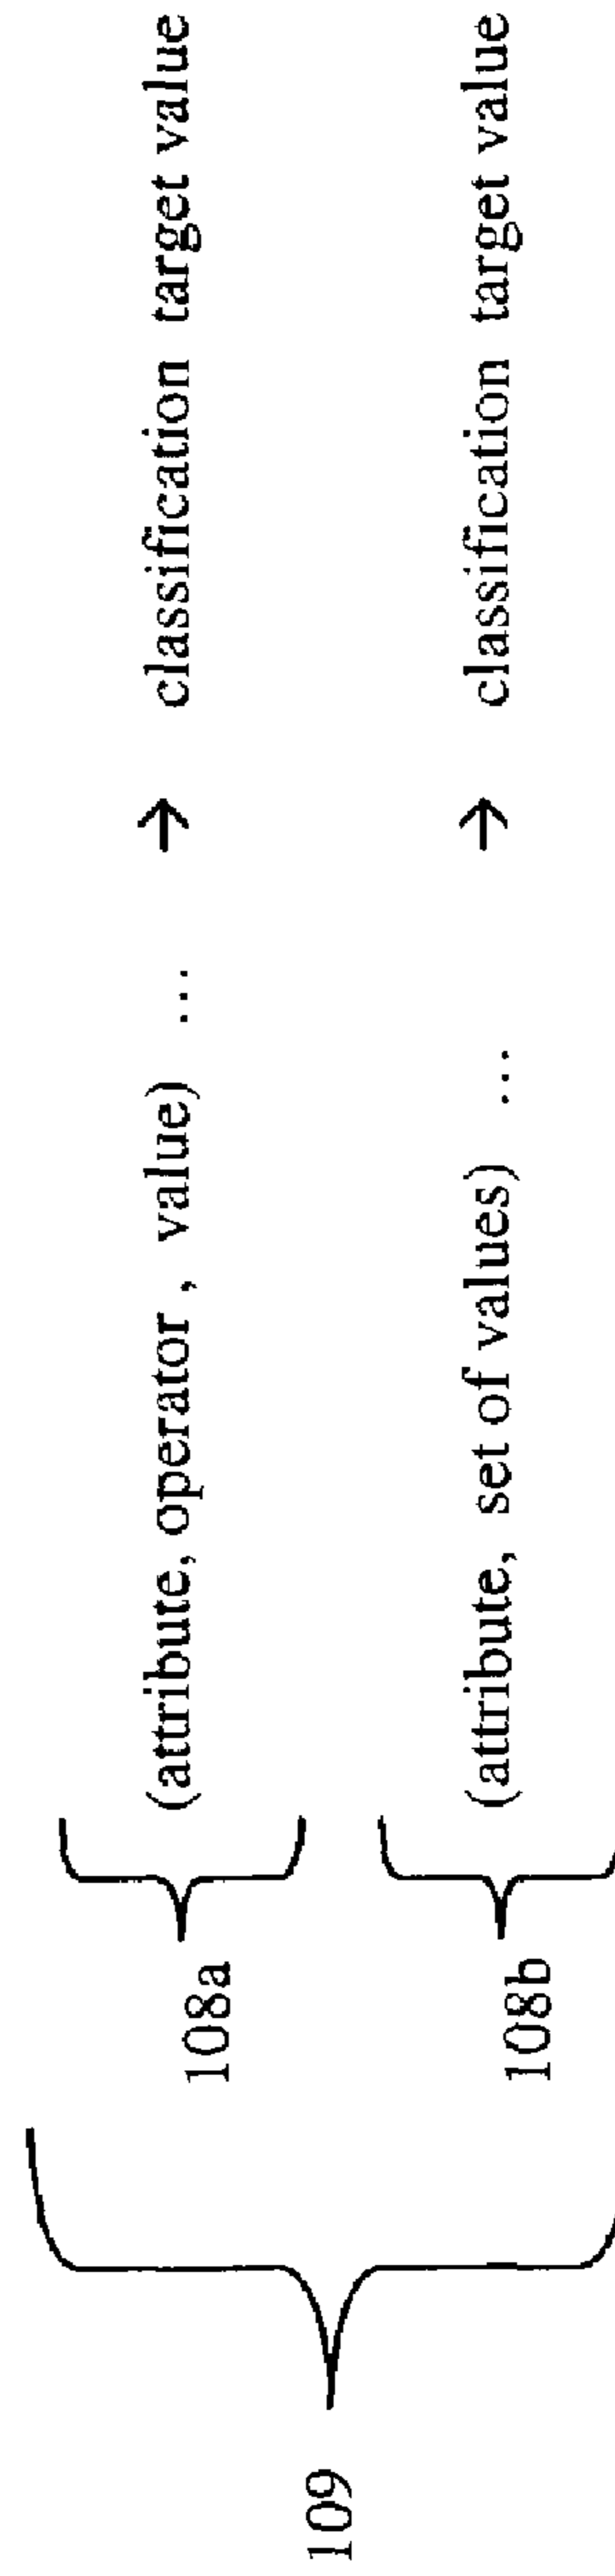 109
108a
(attribute, operator , value) ... → classification target value
108b
(attribute, set of values) ... → classification target value